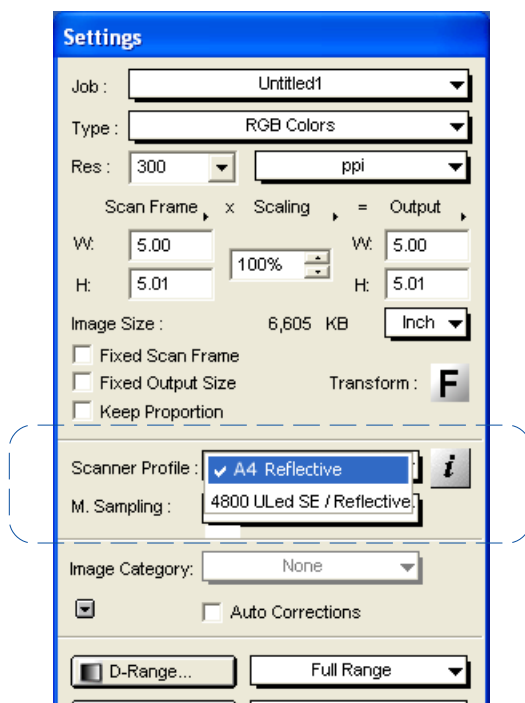 Settings
Job : Untitled1
Type : RGB Colors
Res : 300 ppi
Scan Frame x Scaling = Output
W: 5.00 100% W: 5.00
H: 5.01 H: 5.01
Image Size : 6,605 KB Inch
Fixed Scan Frame
Fixed Output Size Transform : F
Keep Proportion
Scanner Profile : A4 Reflective i
M. Sampling : 4800 ULed SE / Reflective.
Image Category: None
Auto Corrections
D-Range... Full Range